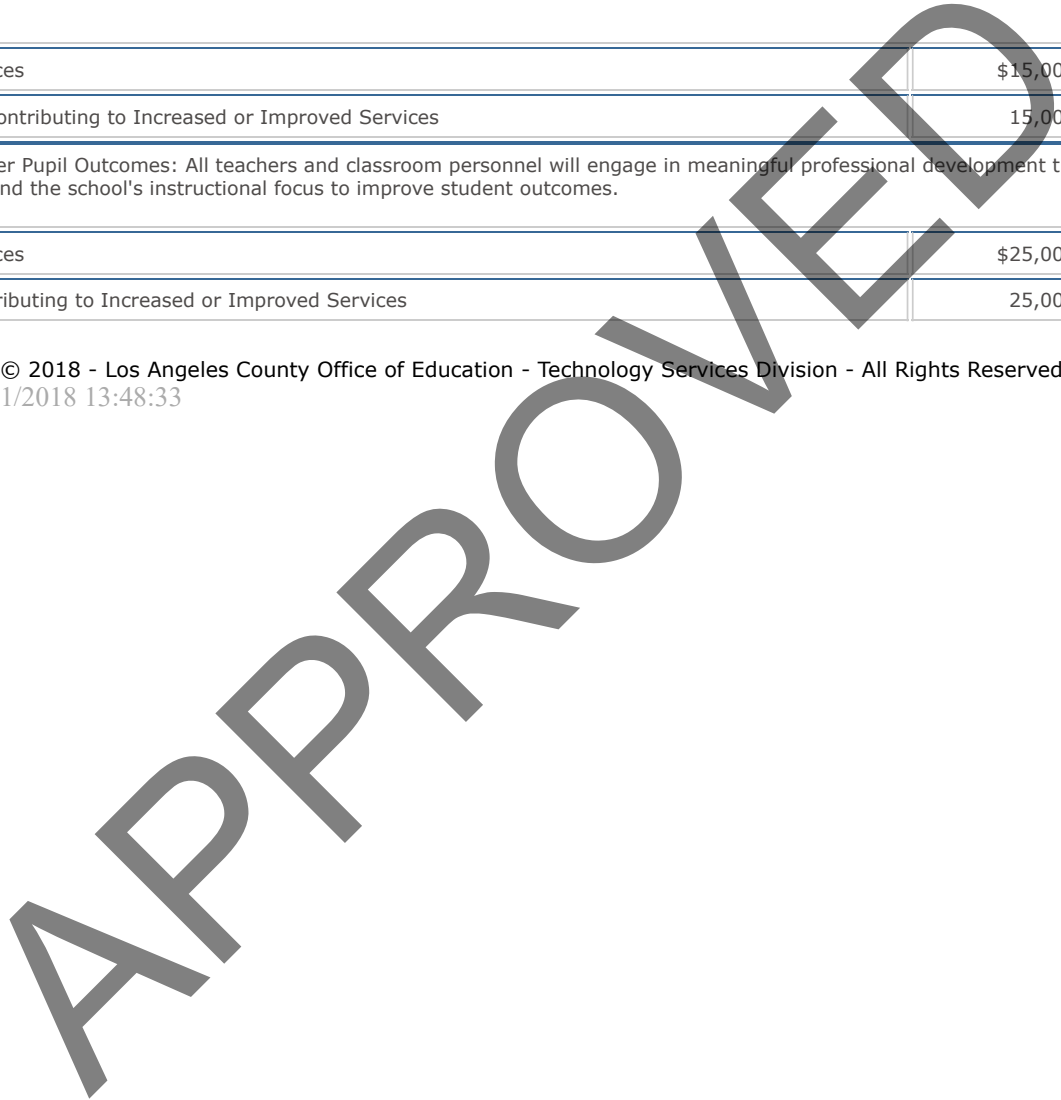 ces
$15,00
ontributing to Increased or Improved Services
15,00
er Pupil Outcomes: All teachers and classroom personnel will engage in meaningful professional development t
nd the school's instructional focus to improve student outcomes.
ces
$25,00
ributing to Increased or Improved Services
25,00
© 2018 - Los Angeles County Office of Education - Technology Services Division - All Rights Reserved
1/2018 13:48:33
APPROVED